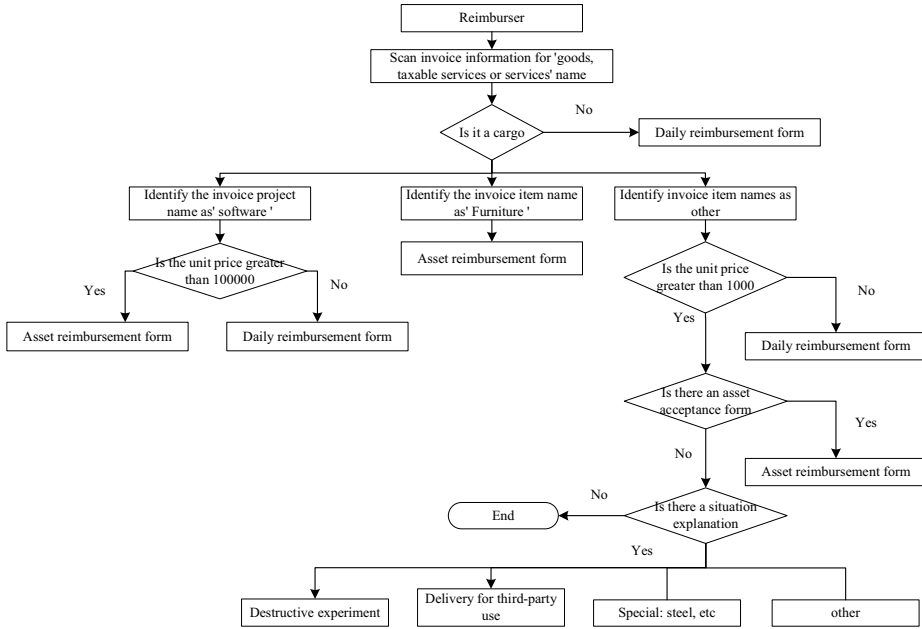 Reimburser
Scan invoice information for 'goods,
taxable services or services' name
No
Is it a cargo
Daily reimbursement form
Identify the invoice project
name as' software '
Identify the invoice item name
as' Furniture '
Identify invoice item names as
other
Is the unit price greater
than 100000
Asset reimbursement form
Is the unit price
greater than 1000
Yes
No
No
Yes
Asset reimbursement form
Daily reimbursement form
Daily reimbursement form
Is there an asset
acceptance form
Yes
No
Asset reimbursement form
No
End
Is there a situation
explanation
Yes
Destructive experiment
Delivery for third-party
use
Special: steel, etc
other